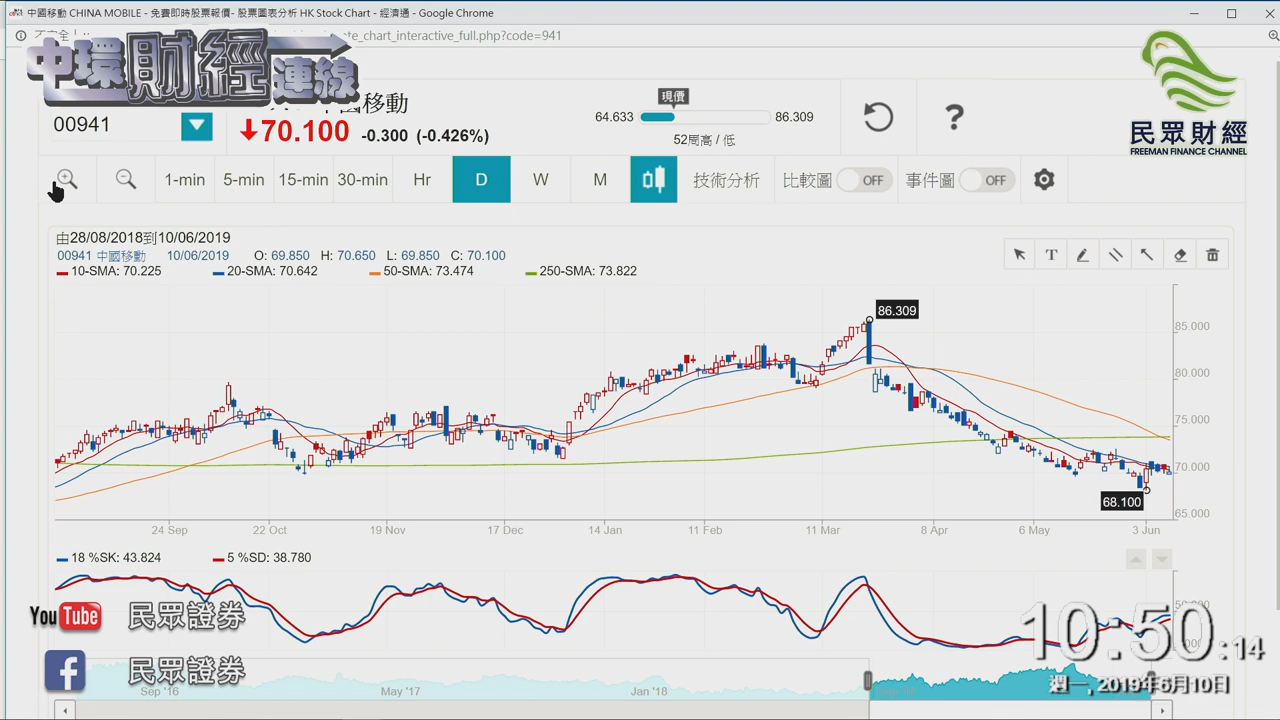 中國移動 CHINA MOBILE - 免費即時股票報價- 股票圖表分析 HK Stock Chart - 經濟通 - Google Chrome
te_chart_interactive_full.php?code=941
中環財經連線
00941
中國移動
70.100 -0.300 (-0.426%)
現價
64.633 86.309
52周高 / 低
?
民眾財經
FREEMAN FINANCE CHANNEL
1-min 5-min 15-min 30-min Hr D W M 技術分析 比較圖 OFF 事件圖 OFF
由28/08/2018到10/06/2019
00941 中國移動 10/06/2019 O: 69.850 H: 70.650 L: 69.850 C: 70.100
10-SMA: 70.225 20-SMA: 70.642 50-SMA: 73.474 250-SMA: 73.822
T
86.309
85.000
80.000
75.000
70.000
68.100
65.000
24 Sep 22 Oct 19 Nov 17 Dec 14 Jan 11 Feb 11 Mar 8 Apr 6 May 3 Jun
18 %SK: 43.824 5 %SD: 38.780
50.000
YouTube 民眾證券
10:50:14
f 民眾證券
週一, 2019年6月10日
Sep '16 May '17 Jan '18